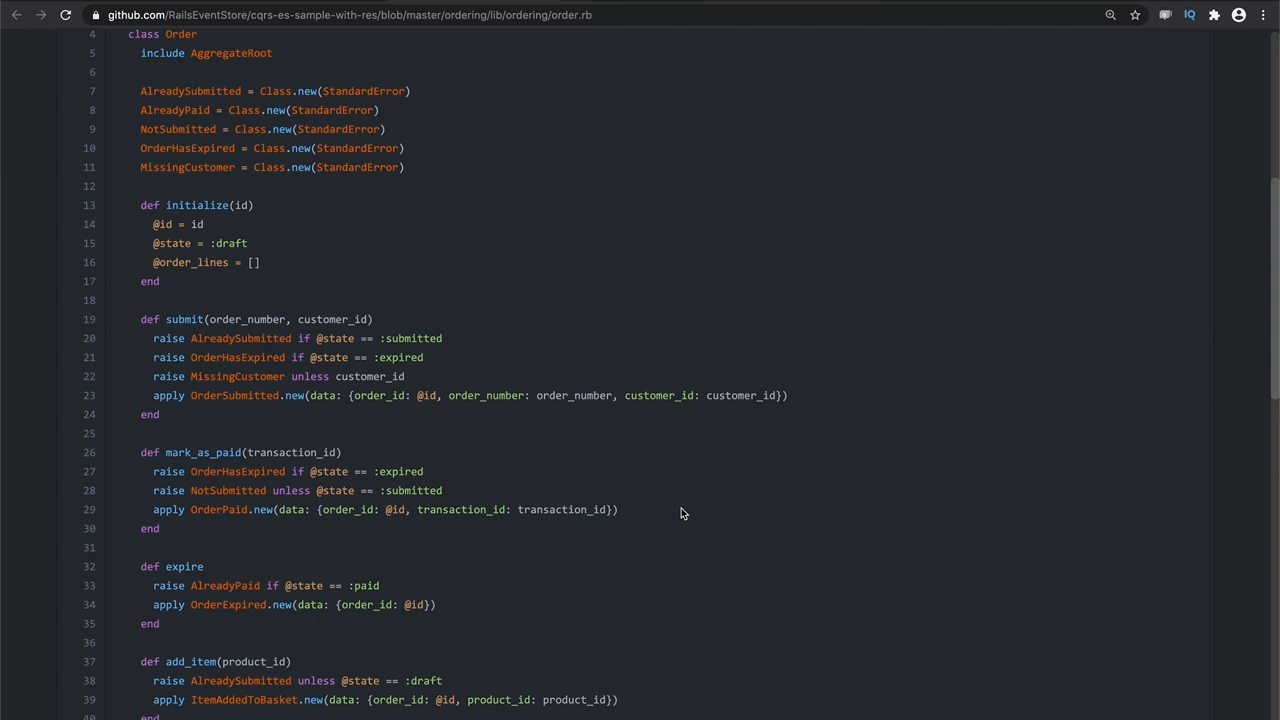 github.com/RailsEventStore/cqrs-es-sample-with-res/blob/master/ordering/lib/ordering/order.rb
IQ
4 class Order
5 include AggregateRoot
6
7 AlreadySubmitted = Class.new(StandardError)
8 AlreadyPaid = Class.new(StandardError)
9 NotSubmitted = Class.new(StandardError)
10 OrderHasExpired = Class.new(StandardError)
11 MissingCustomer = Class.new(StandardError)
12
13 def initialize(id)
14 @id = id
15 @state = :draft
16 @order_lines = []
17 end
18
19 def submit(order_number, customer_id)
20 raise AlreadySubmitted if @state == :submitted
21 raise OrderHasExpired if @state == :expired
22 raise MissingCustomer unless customer_id
23 apply OrderSubmitted.new(data: {order_id: @id, order_number: order_number, customer_id: customer_id})
24 end
25
26 def mark_as_paid(transaction_id)
27 raise OrderHasExpired if @state == :expired
28 raise NotSubmitted unless @state == :submitted
29 apply OrderPaid.new(data: {order_id: @id, transaction_id: transaction_id})
30 end
31
32 def expire
33 raise AlreadyPaid if @state == :paid
34 apply OrderExpired.new(data: {order_id: @id})
35 end
36
37 def add_item(product_id)
38 raise AlreadySubmitted unless @state == :draft
39 apply ItemAddedToBasket.new(data: {order_id: @id, product_id: product_id})
40 end